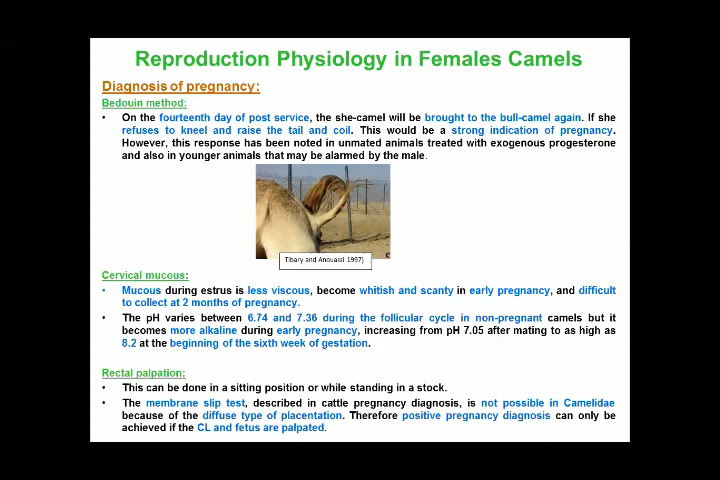 Reproduction Physiology in Females Camels
Diagnosis of pregnancy:
Bedouin method:
• On the fourteenth day of post service, the she-camel will be brought to the bull-camel again. If she
refuses to kneel and raise the tail and coil. This would be a strong indication of pregnancy.
However, this response has been noted in unmated animals treated with exogenous progesterone
and also in younger animals that may be alarmed by the male.
Tibary and Anouassi 1997)
Cervical mucous:
• Mucous during estrus is less viscous, become whitish and scanty in early pregnancy, and difficult
to collect at 2 months of pregnancy.
• The pH varies between 6.74 and 7.36 during the follicular cycle in non-pregnant camels but it
becomes more alkaline during early pregnancy, increasing from pH 7.05 after mating to as high as
8.2 at the beginning of the sixth week of gestation.
Rectal palpation:
• This can be done in a sitting position or while standing in a stock.
• The membrane slip test, described in cattle pregnancy diagnosis, is not possible in Camelidae
because of the diffuse type of placentation. Therefore positive pregnancy diagnosis can only be
achieved if the CL and fetus are palpated.